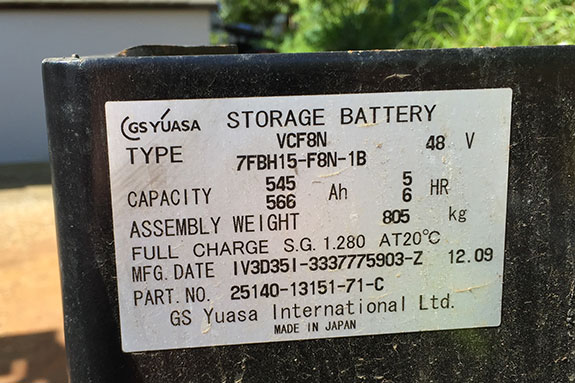 GS YUASA STORAGE BATTERY
VCF8N 48 V
TYPE 7FBH15-F8N-1B
545 5
CAPACITY Ah HR
566 6
ASSEMBLY WEIGHT 805 kg
FULL CHARGE S.G. 1.280 AT20℃
MFG. DATE 1V3D351-3337775903-Z 12.09
PART. NO. 25140-13151-71-C
GS Yuasa International Ltd.
MADE IN JAPAN